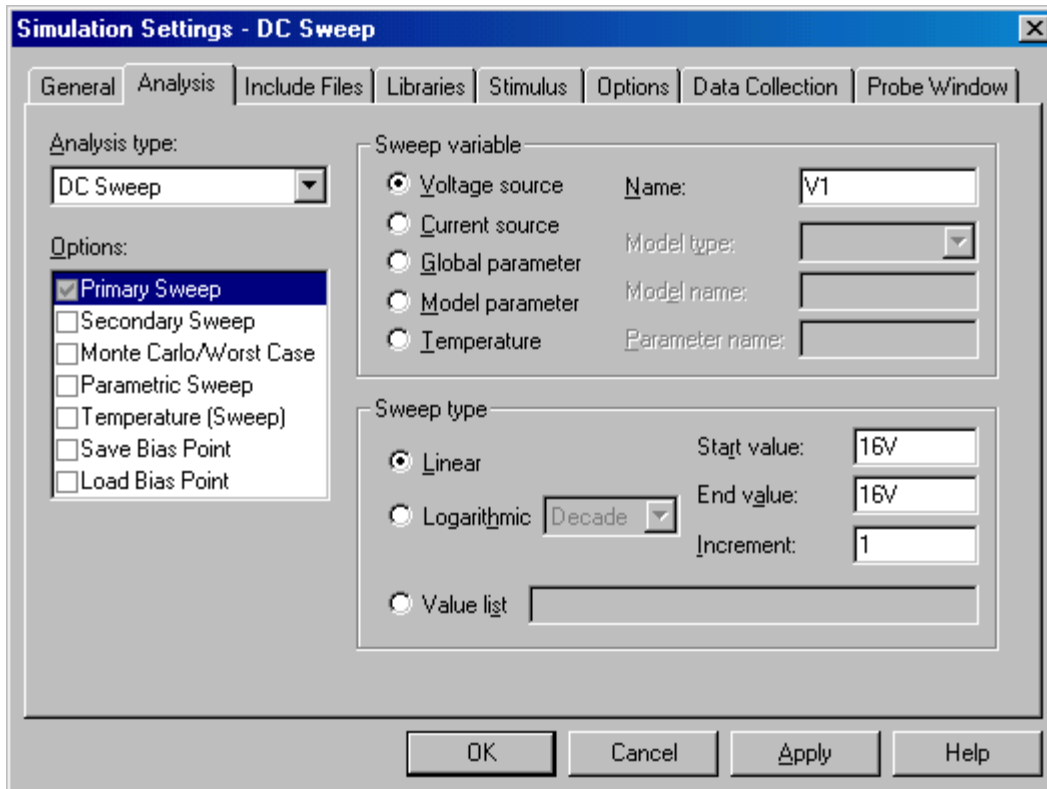 Simulation Settings - DC Sweep
General Analysis Include Files Libraries Stimulus Options Data Collection Probe Window
Analysis type:
DC Sweep
Options:
Primary Sweep
Secondary Sweep
Monte Carlo/Worst Case
Parametric Sweep
Temperature (Sweep)
Save Bias Point
Load Bias Point
Sweep variable
Voltage source
Current source
Global parameter
Model parameter
Temperature
Name: V1
Model type:
Model name:
Parameter name:
Sweep type
Linear
Logarithmic Decade
Value list
Start value: 16V
End value: 16V
Increment: 1
OK Cancel Apply Help